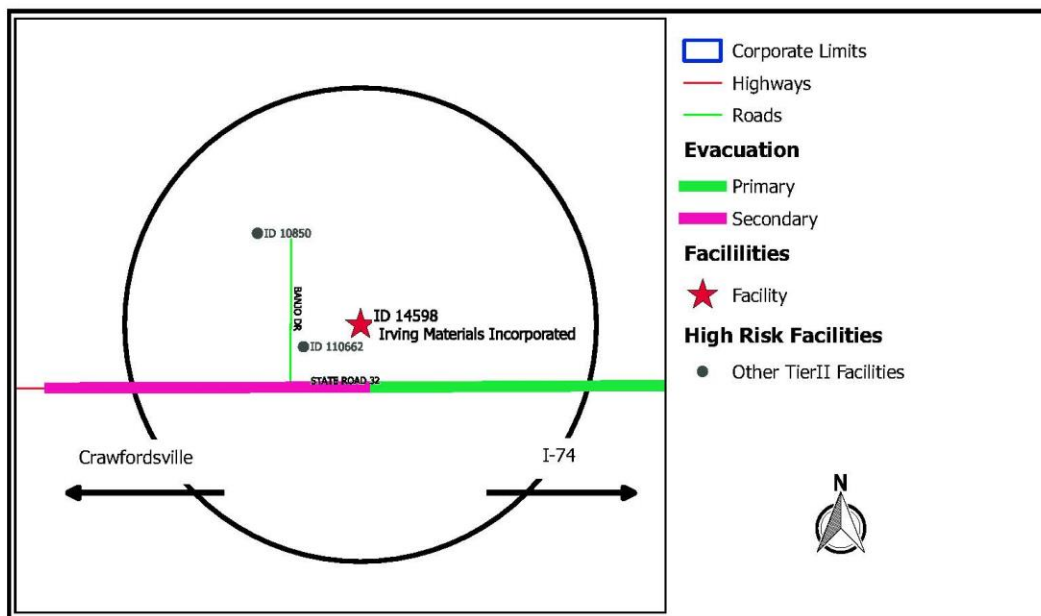 ID 10850
BANJO DR
ID 14598
Irving Materials Incorporated
ID 110662
STATE ROAD 32
Crawfordsville
I-74
Corporate Limits
Highways
Roads
Evacuation
Primary
Secondary
Facililities
Facility
High Risk Facilities
Other TierII Facilities
N